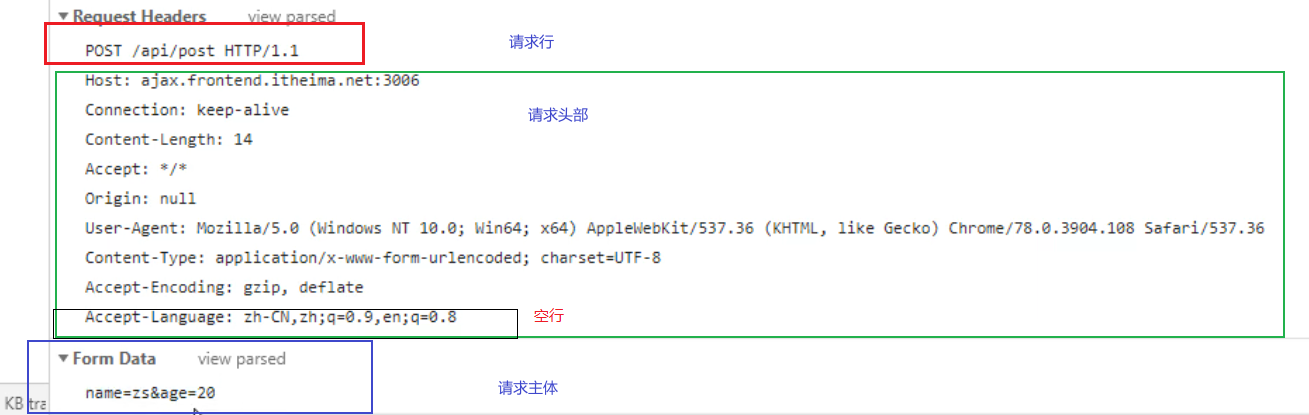 Request Headers view parsed
POST /api/post HTTP/1.1
请求行
Host: ajax.frontend.itheima.net:3006
Connection: keep-alive
请求头部
Content-Length: 14
Accept: */*
Origin: null
User-Agent: Mozilla/5.0 (Windows NT 10.0; Win64; x64) AppleWebKit/537.36 (KHTML, like Gecko) Chrome/78.0.3904.108 Safari/537.36
Content-Type: application/x-www-form-urlencoded; charset=UTF-8
Accept-Encoding: gzip, deflate
Accept-Language: zh-CN,zh;q=0.9,en;q=0.8
空行
Form Data view parsed
请求主体
name=zs&age=20
KB